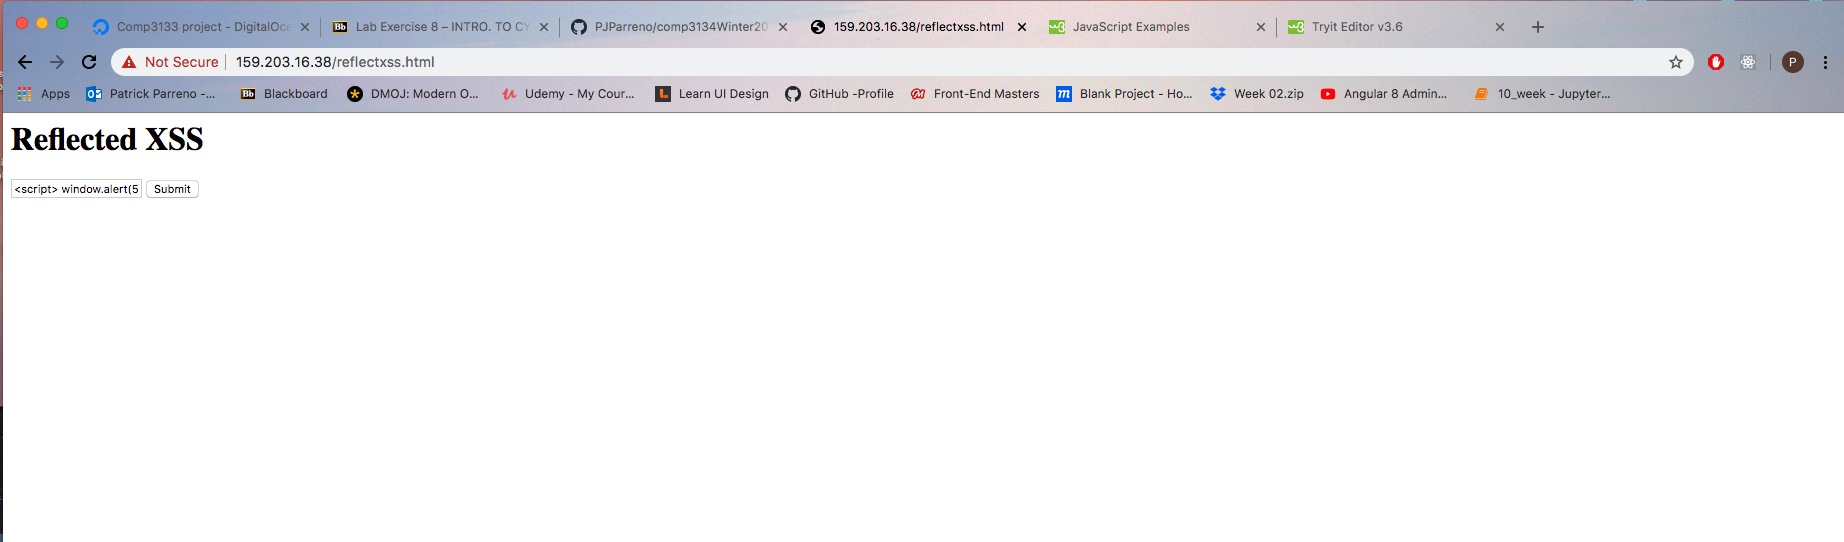 Comp3133 project - DigitalOce Lab Exercise 8 – INTRO. TO CY PJParreno/comp3134Winter20 159.203.16.38/reflectxss.html JavaScript Examples Tryit Editor v3.6
Not Secure 159.203.16.38/reflectxss.html P
Apps Patrick Parreno -... Blackboard DMOJ: Modern O... Udemy - My Cour... Learn UI Design GitHub -Profile Front-End Masters Blank Project - Ho... Week 02.zip Angular 8 Admin... 10_week - Jupyter...
Reflected XSS
<script> window.alert(5 Submit